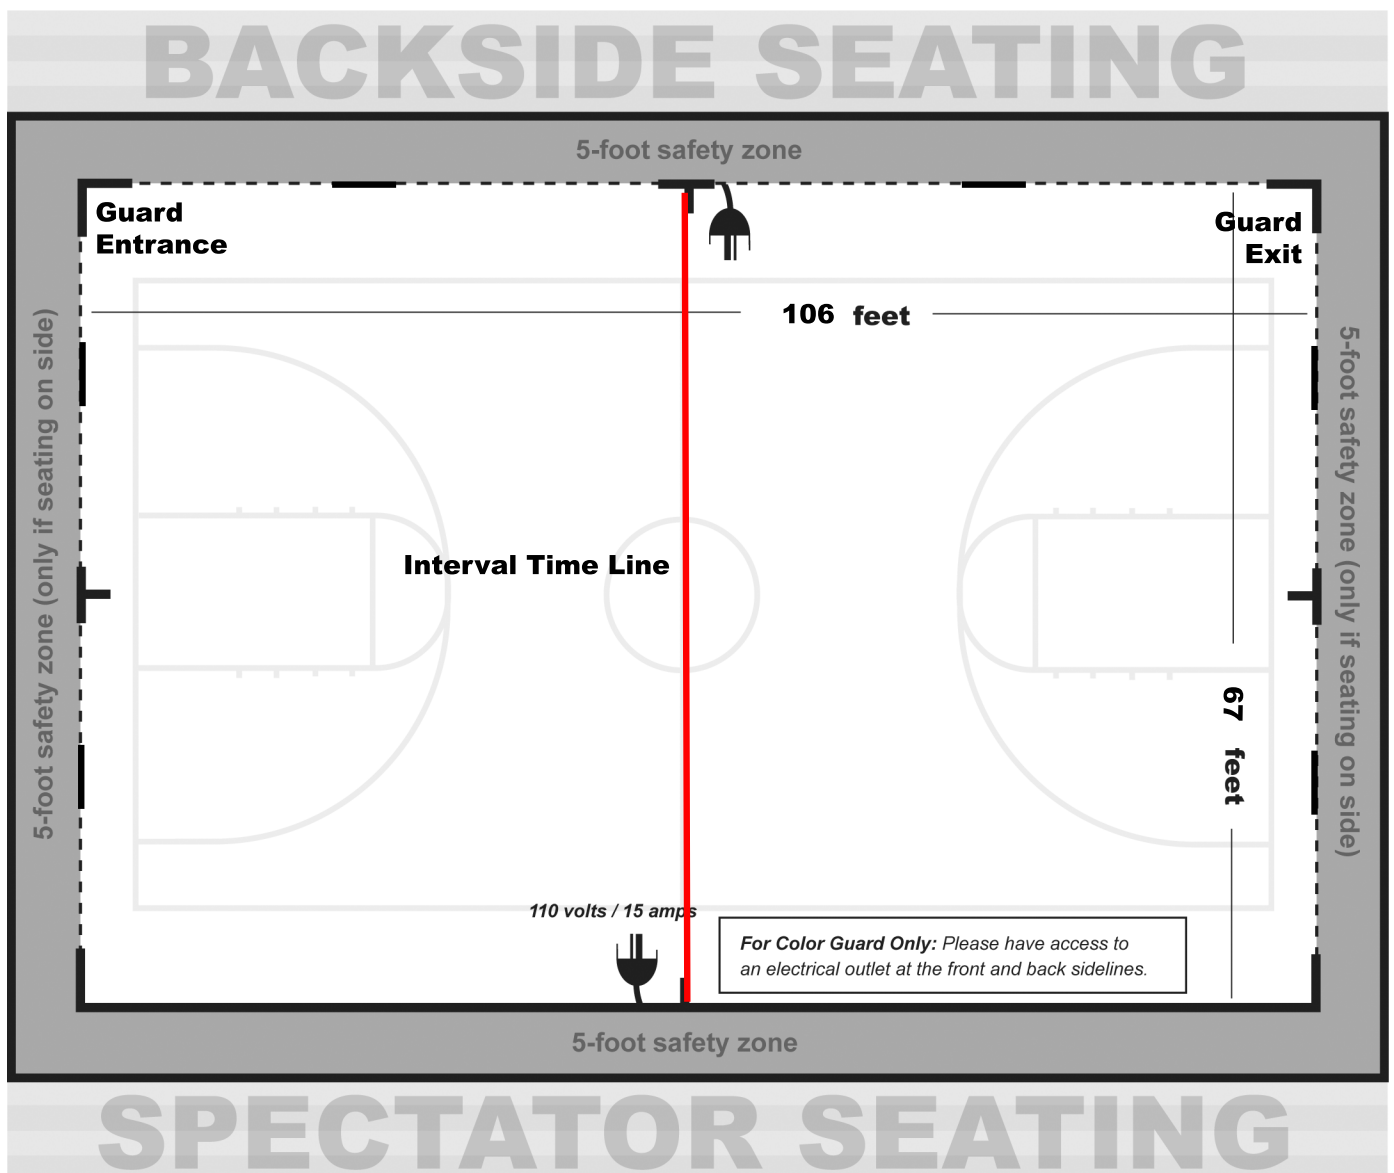 BACKSIDE SEATING
5-foot safety zone
Guard
Entrance
Guard
Exit
106 feet
5-foot safety zone (only if seating on side)
5-foot safety zone (only if seating on side)
Interval Time Line
67 feet
110 volts / 15 amps
For Color Guard Only: Please have access to
an electrical outlet at the front and back sidelines.
5-foot safety zone
SPECTATOR SEATING